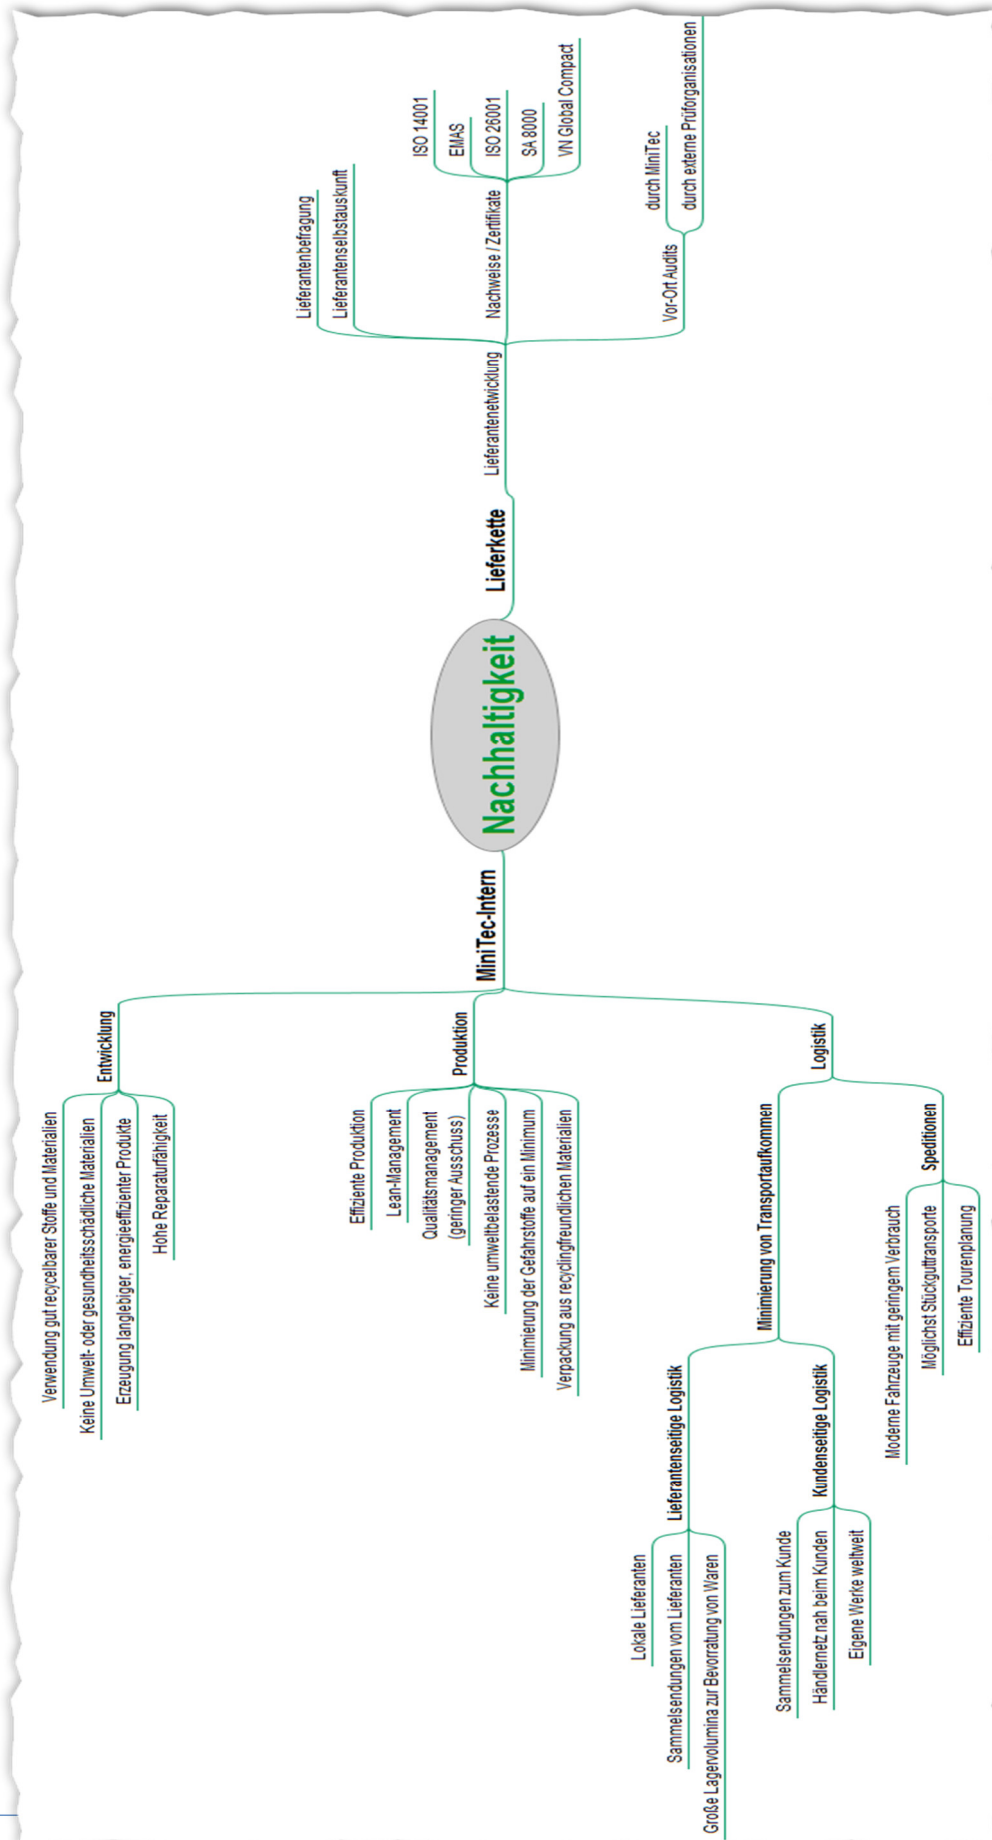 Verwendung gut recycelbarer Stoffe und Materialien
Keine Umwelt- oder gesundheitsschädliche Materialien
Erzeugung langlebiger, energieeffizienter Produkte
Hohe Reparaturfähigkeit
Entwicklung
Effiziente Produktion
Lean-Management
Qualitätsmanagement
(geringer Ausschuss)
Keine umweltbelastende Prozesse
Minimierung der Gefahrstoffe auf ein Minimum
Verpackung aus recyclingfreundlichen Materialien
Produktion
MiniTec-Intern
Lokale Lieferanten
Sammelsendungen vom Lieferanten
Große Lagervolumina zur Bevorratung von Waren
Lieferantenseitige Logistik
Sammelsendungen zum Kunde
Händlernetz nah beim Kunden
Eigene Werke weltweit
Kundenseitige Logistik
Minimierung von Transportaufkommen
Moderne Fahrzeuge mit geringem Verbrauch
Möglichst Stückguttransporte
Effiziente Tourenplanung
Speditionen
Logistik
Nachhaltigkeit
Lieferkette
Lieferantenetwicklung
Lieferantenbefragung
Lieferantenselbstauskunft
Nachweise / Zertifikate
ISO 14001
EMAS
ISO 26001
SA 8000
VN Global Compact
Vor-Ort Audits
durch MiniTec
durch externe Prüforganisationen